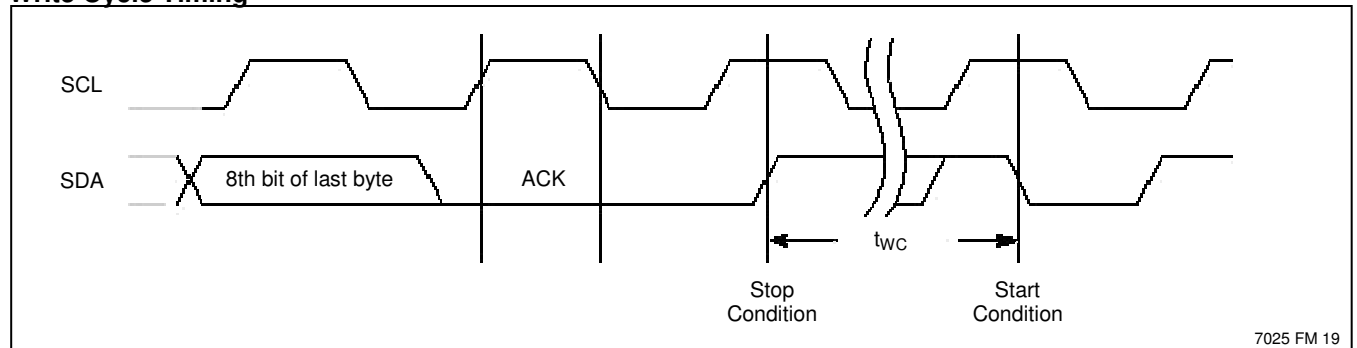 Write Cycle Timing
SCL
SDA
8th bit of last byte
ACK
tWC
Stop
Condition
Start
Condition
7025 FM 19